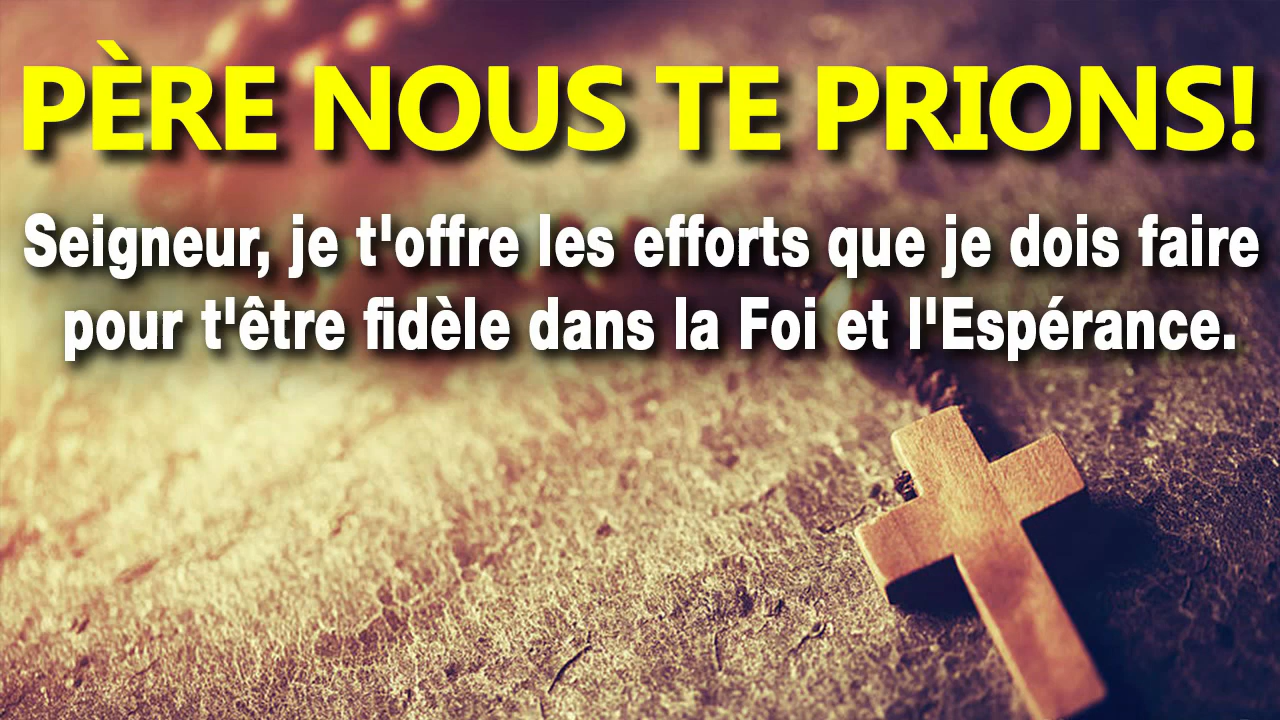 PÈRE NOUS TE PRIONS!
Seigneur, je t'offre les efforts que je dois faire
pour t'être fidèle dans la Foi et l'Espérance.